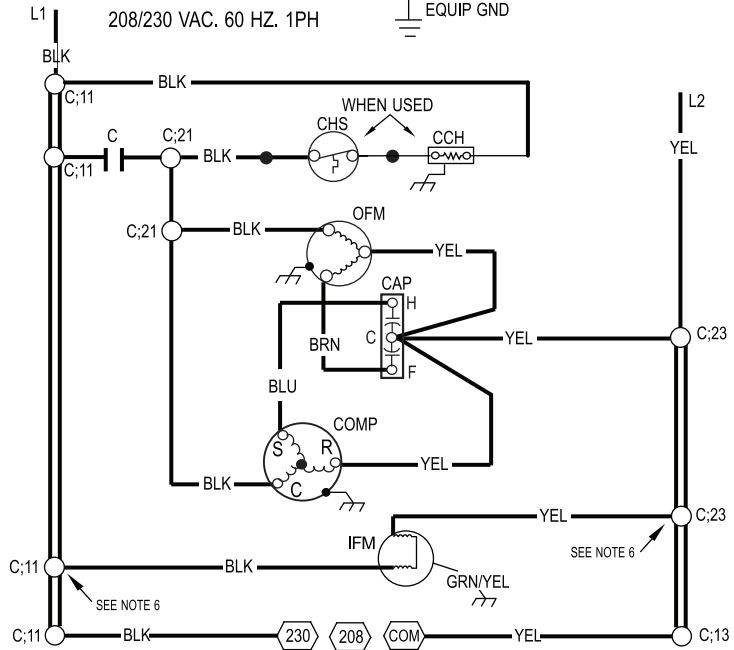 L1
208/230 VAC. 60 HZ. 1PH
EQUIP GND
BLK
C;11
BLK
L2
WHEN USED
CHS
CCH
C
C;21
C;11
BLK
YEL
OFM
C;21
BLK
YEL
CAP
H
BRN
C
YEL
C;23
F
BLU
COMP
S
R
YEL
BLK
C
YEL
C;23
IFM
SEE NOTE 6
C;11
BLK
GRN/YEL
SEE NOTE 6
C;11
BLK
230
208
COM
YEL
C;13